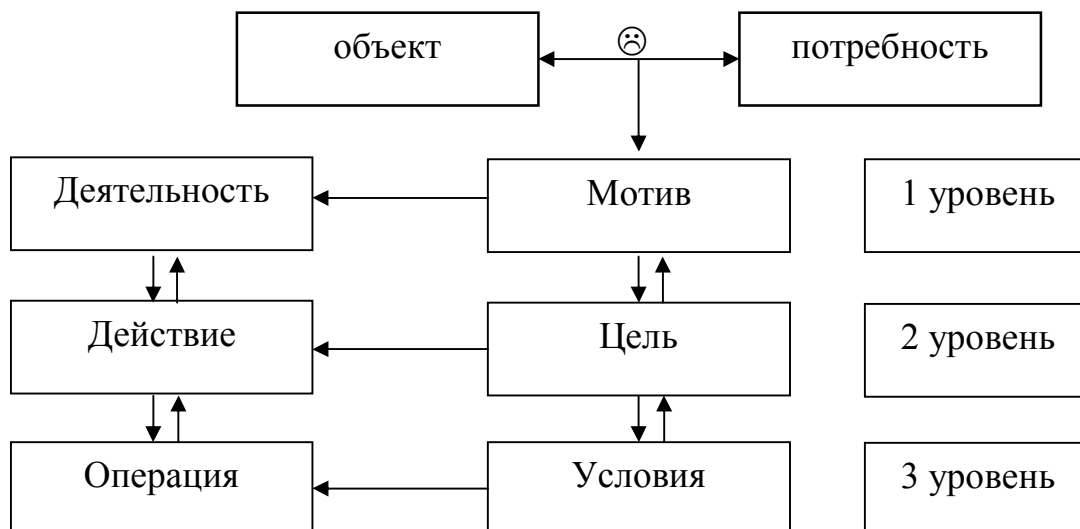 объект
☹
потребность
Деятельность
Мотив
1 уровень
Действие
Цель
2 уровень
Операция
Условия
3 уровень